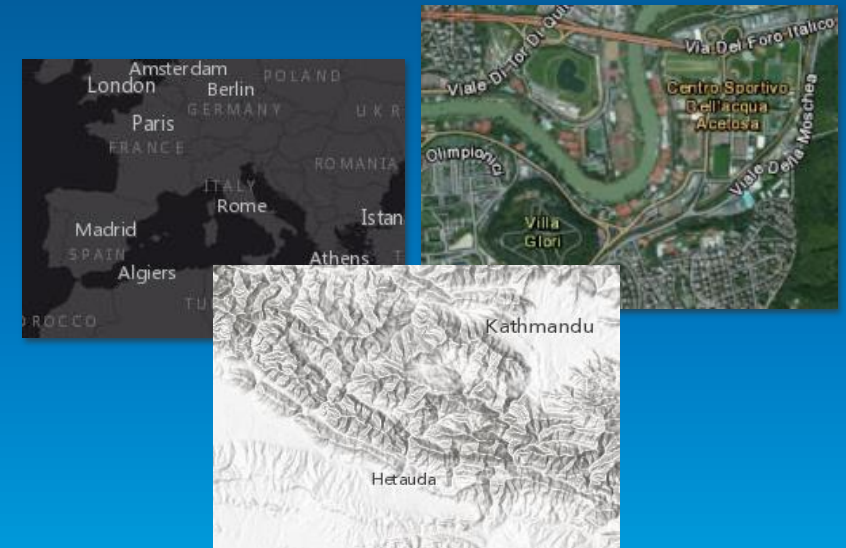 Amsterdam
POLAND
London
Berlin
GERMANY
UKR
Paris
FRANCE
ROMANIA
ITALY
Rome
Istan
Madrid
SPAIN
Algiers
Athens
T
TU
ROCCO
Viale Di Tor Di Qui
Via Del Foro Italico
Centro Sportivo
Dell'acqua
Acetosa
Olimpionici
Viale Della Moschea
Villa
Glori
Kathmandu
Hetauda